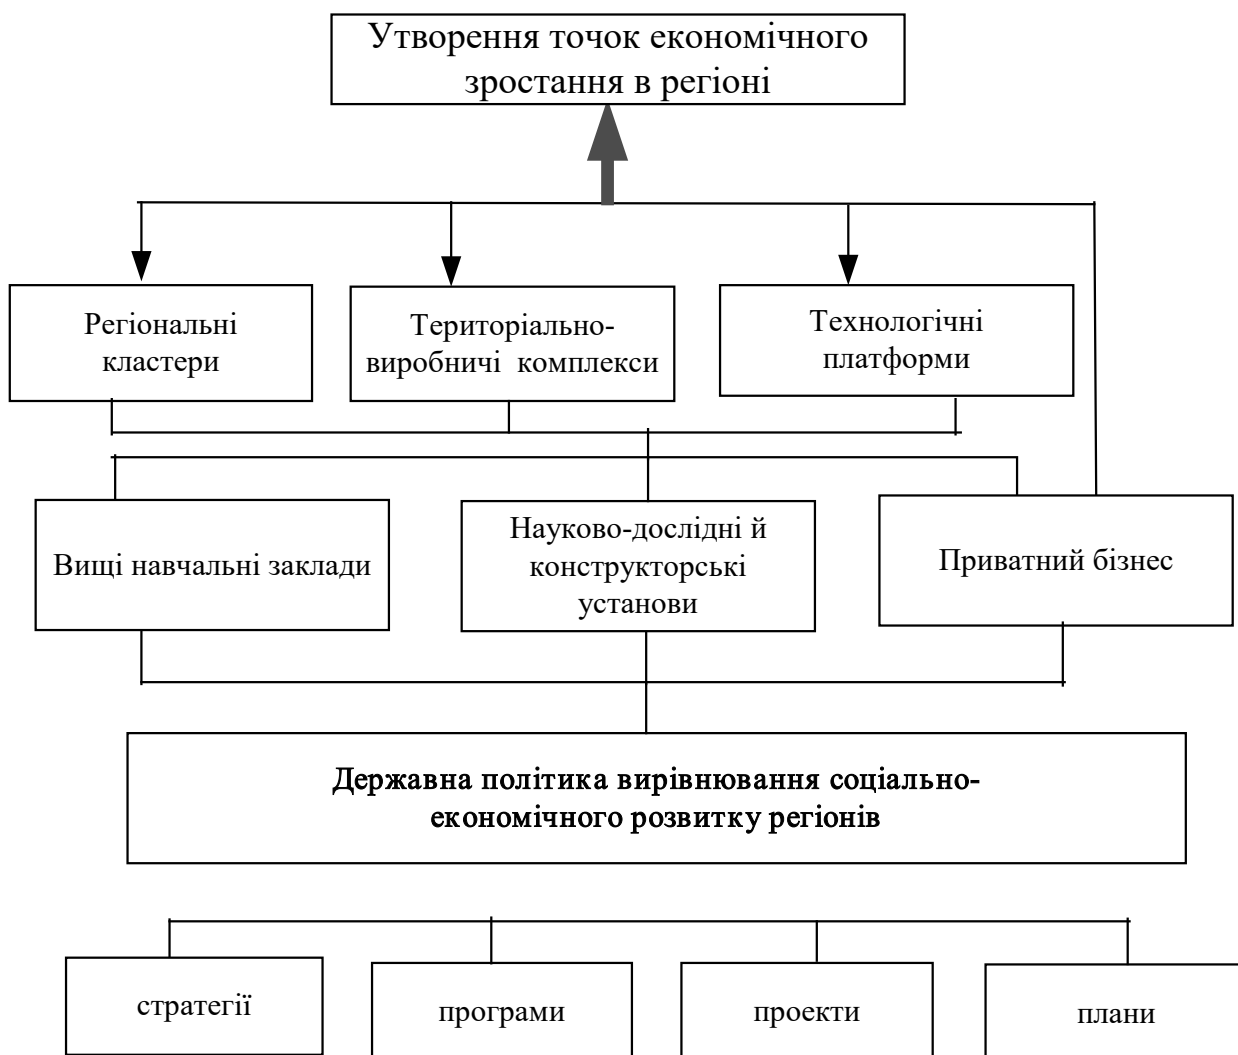 Утворення точок економічного
зростання в регіоні
Регіональні
кластери
Територіально-
виробничі комплекси
Технологічні
платформи
Вищі навчальні заклади
Науково-дослідні й
конструкторські
установи
Приватний бізнес
Державна політика вирівнювання соціально-
економічного розвитку регіонів
стратегії
програми
проекти
плани